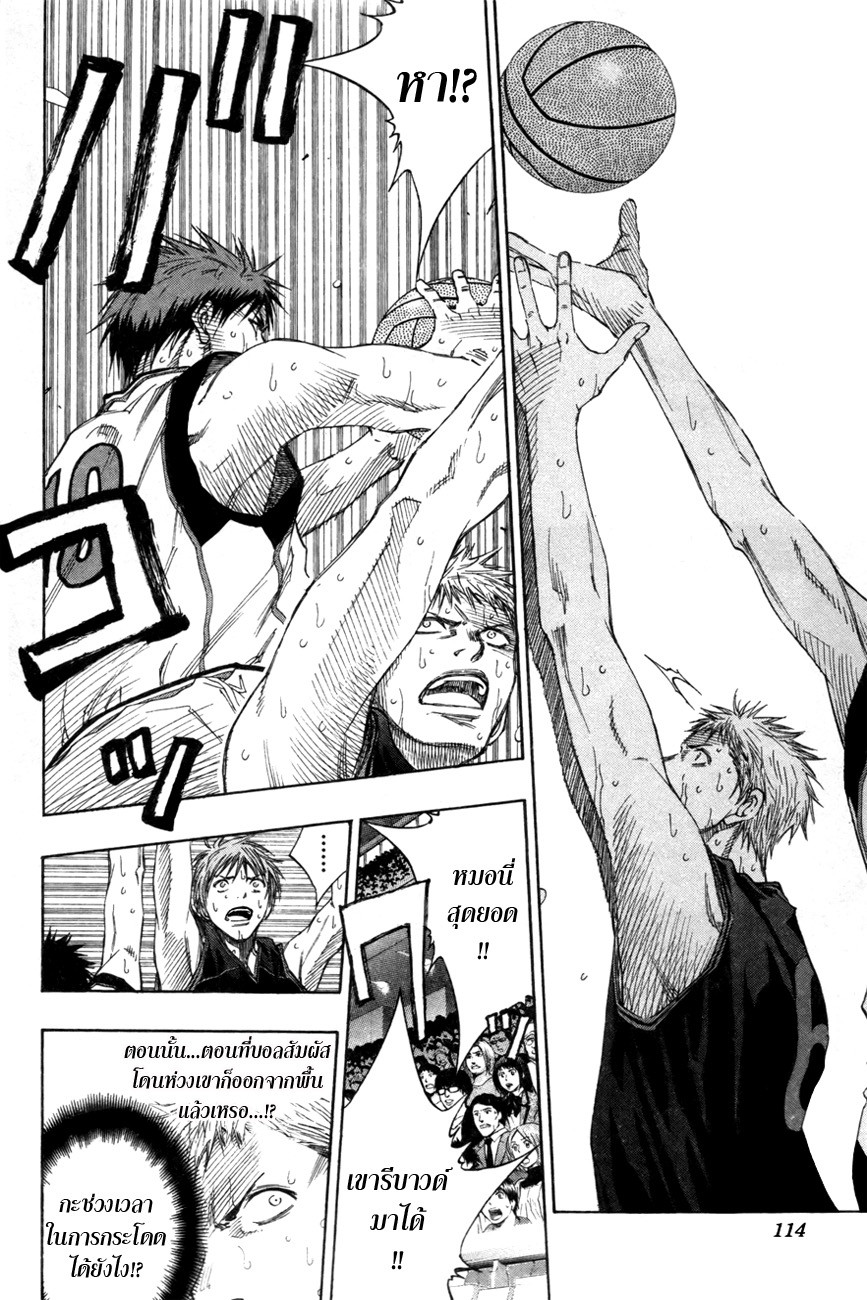 หา!?
หมอนี่
สุดยอด
!!
……
เขารีบาวด์
มาได้
!!
ตอนนั้น...ตอนที่บอลสัมผัส
โดนห่วงเขาก็ออกจากพื้น
แล้วเหรอ...!?
กะช่วงเวลา
ในการกระโดด
ได้ยังไง!?
114